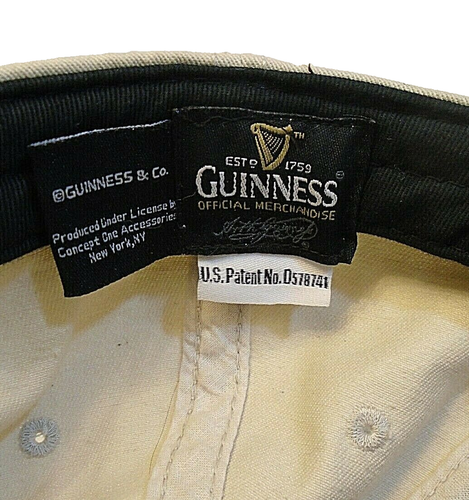 ©GUINNESS & Co.
Produced Under License by
Concept One Accessories
New York, NY
TM
ESTD 1759
GUINNESS®
OFFICIAL MERCHANDISE
U.S. Patent No. D578741